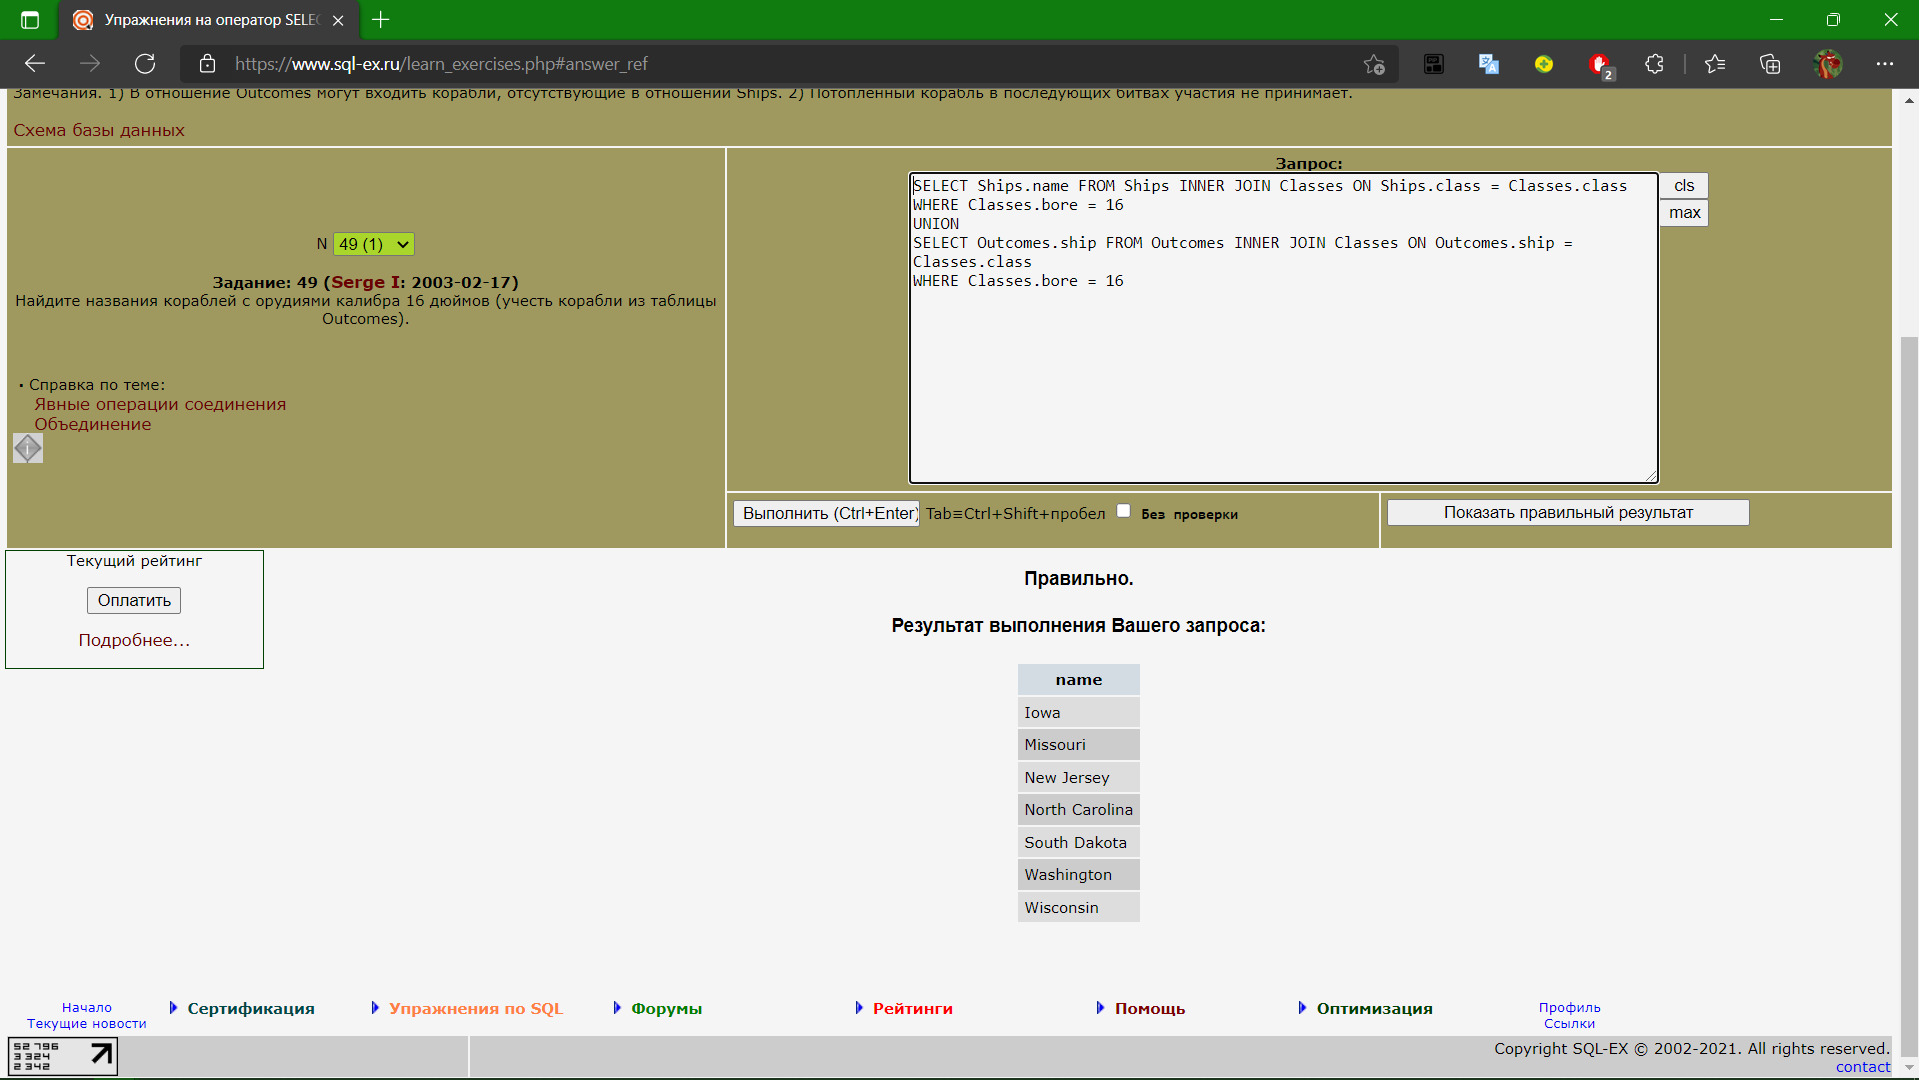 Упражнения на оператор SELE
https://www.sql-ex.ru/learn_exercises.php#answer_ref
2
Замечания. 1) В отношение Outcomes могут входить корабли, отсутствующие в отношении Ships. 2) Потопленный корабль в последующих битвах участия не принимает.
Схема базы данных
N 49 (1)
Задание: 49 (Serge I: 2003-02-17)
Найдите названия кораблей с орудиями калибра 16 дюймов (учесть корабли из таблицы
Outcomes).
• Справка по теме:
Явные операции соединения
Объединение
Запрос:
SELECT Ships.name FROM Ships INNER JOIN Classes ON Ships.class = Classes.class
WHERE Classes.bore = 16
UNION
SELECT Outcomes.ship FROM Outcomes INNER JOIN Classes ON Outcomes.ship =
Classes.class
WHERE Classes.bore = 16
cls
max
Выполнить (Ctrl+Enter) Tab≡Ctrl+Shift+пробел Без проверки
Показать правильный результат
Текущий рейтинг
Оплатить
Подробнее...
Правильно.
Результат выполнения Вашего запроса:
name
Iowa
Missouri
New Jersey
North Carolina
South Dakota
Washington
Wisconsin
Начало
Текущие новости
Сертификация
Упражнения по SQL
Форумы
Рейтинги
Помощь
Оптимизация
Профиль
Ссылки
52 796
3 324
2 342
Copyright SQL-EX © 2002-2021. All rights reserved.
contact